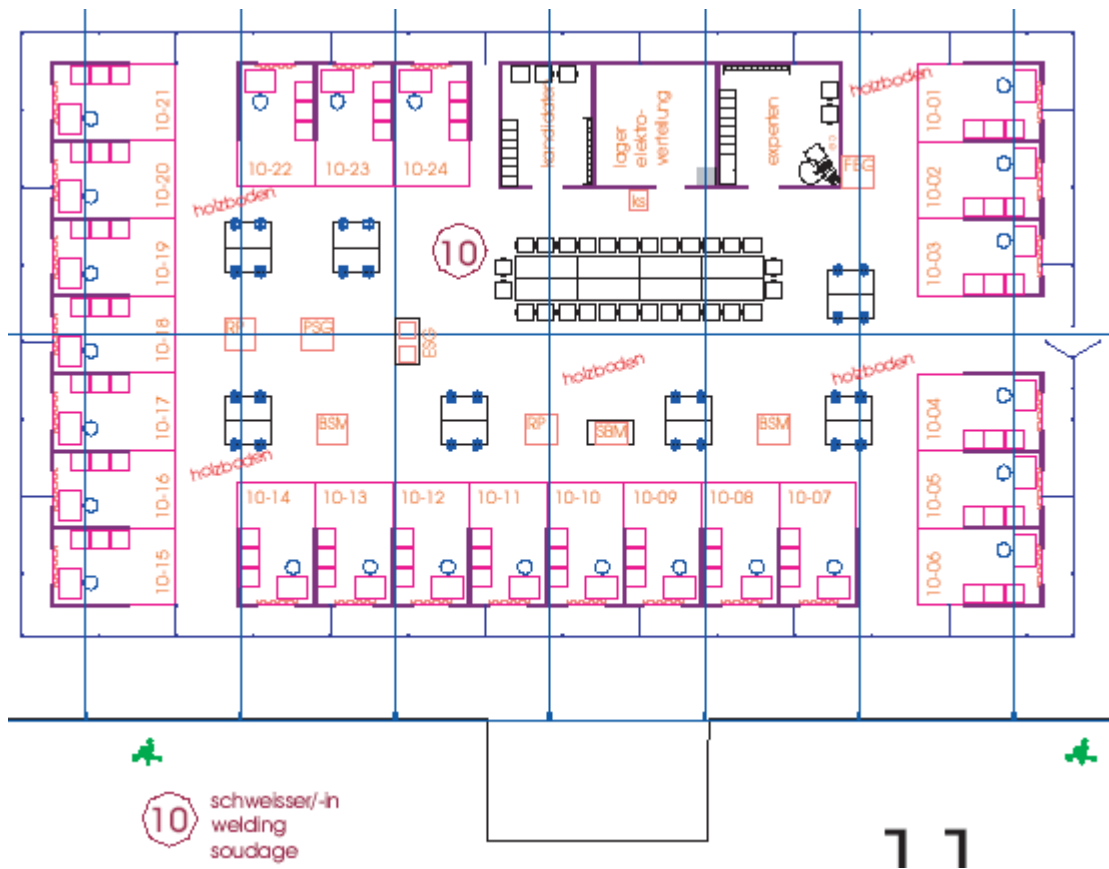 10-21
10-20
10-19
10-18
10-17
10-16
10-15
10-22
10-23
10-24
kandidaten
lager
elektro-
verteilung
experten
holzboden
FBG
10-01
10-02
10-03
holzboden
ks
10
RP
PSG
ESG
holzboden
holzboden
BSM
RP
SBM
BSM
holzboden
10-04
10-05
10-06
10-14
10-13
10-12
10-11
10-10
10-09
10-08
10-07
10
schweisser/-in
welding
soudage
11